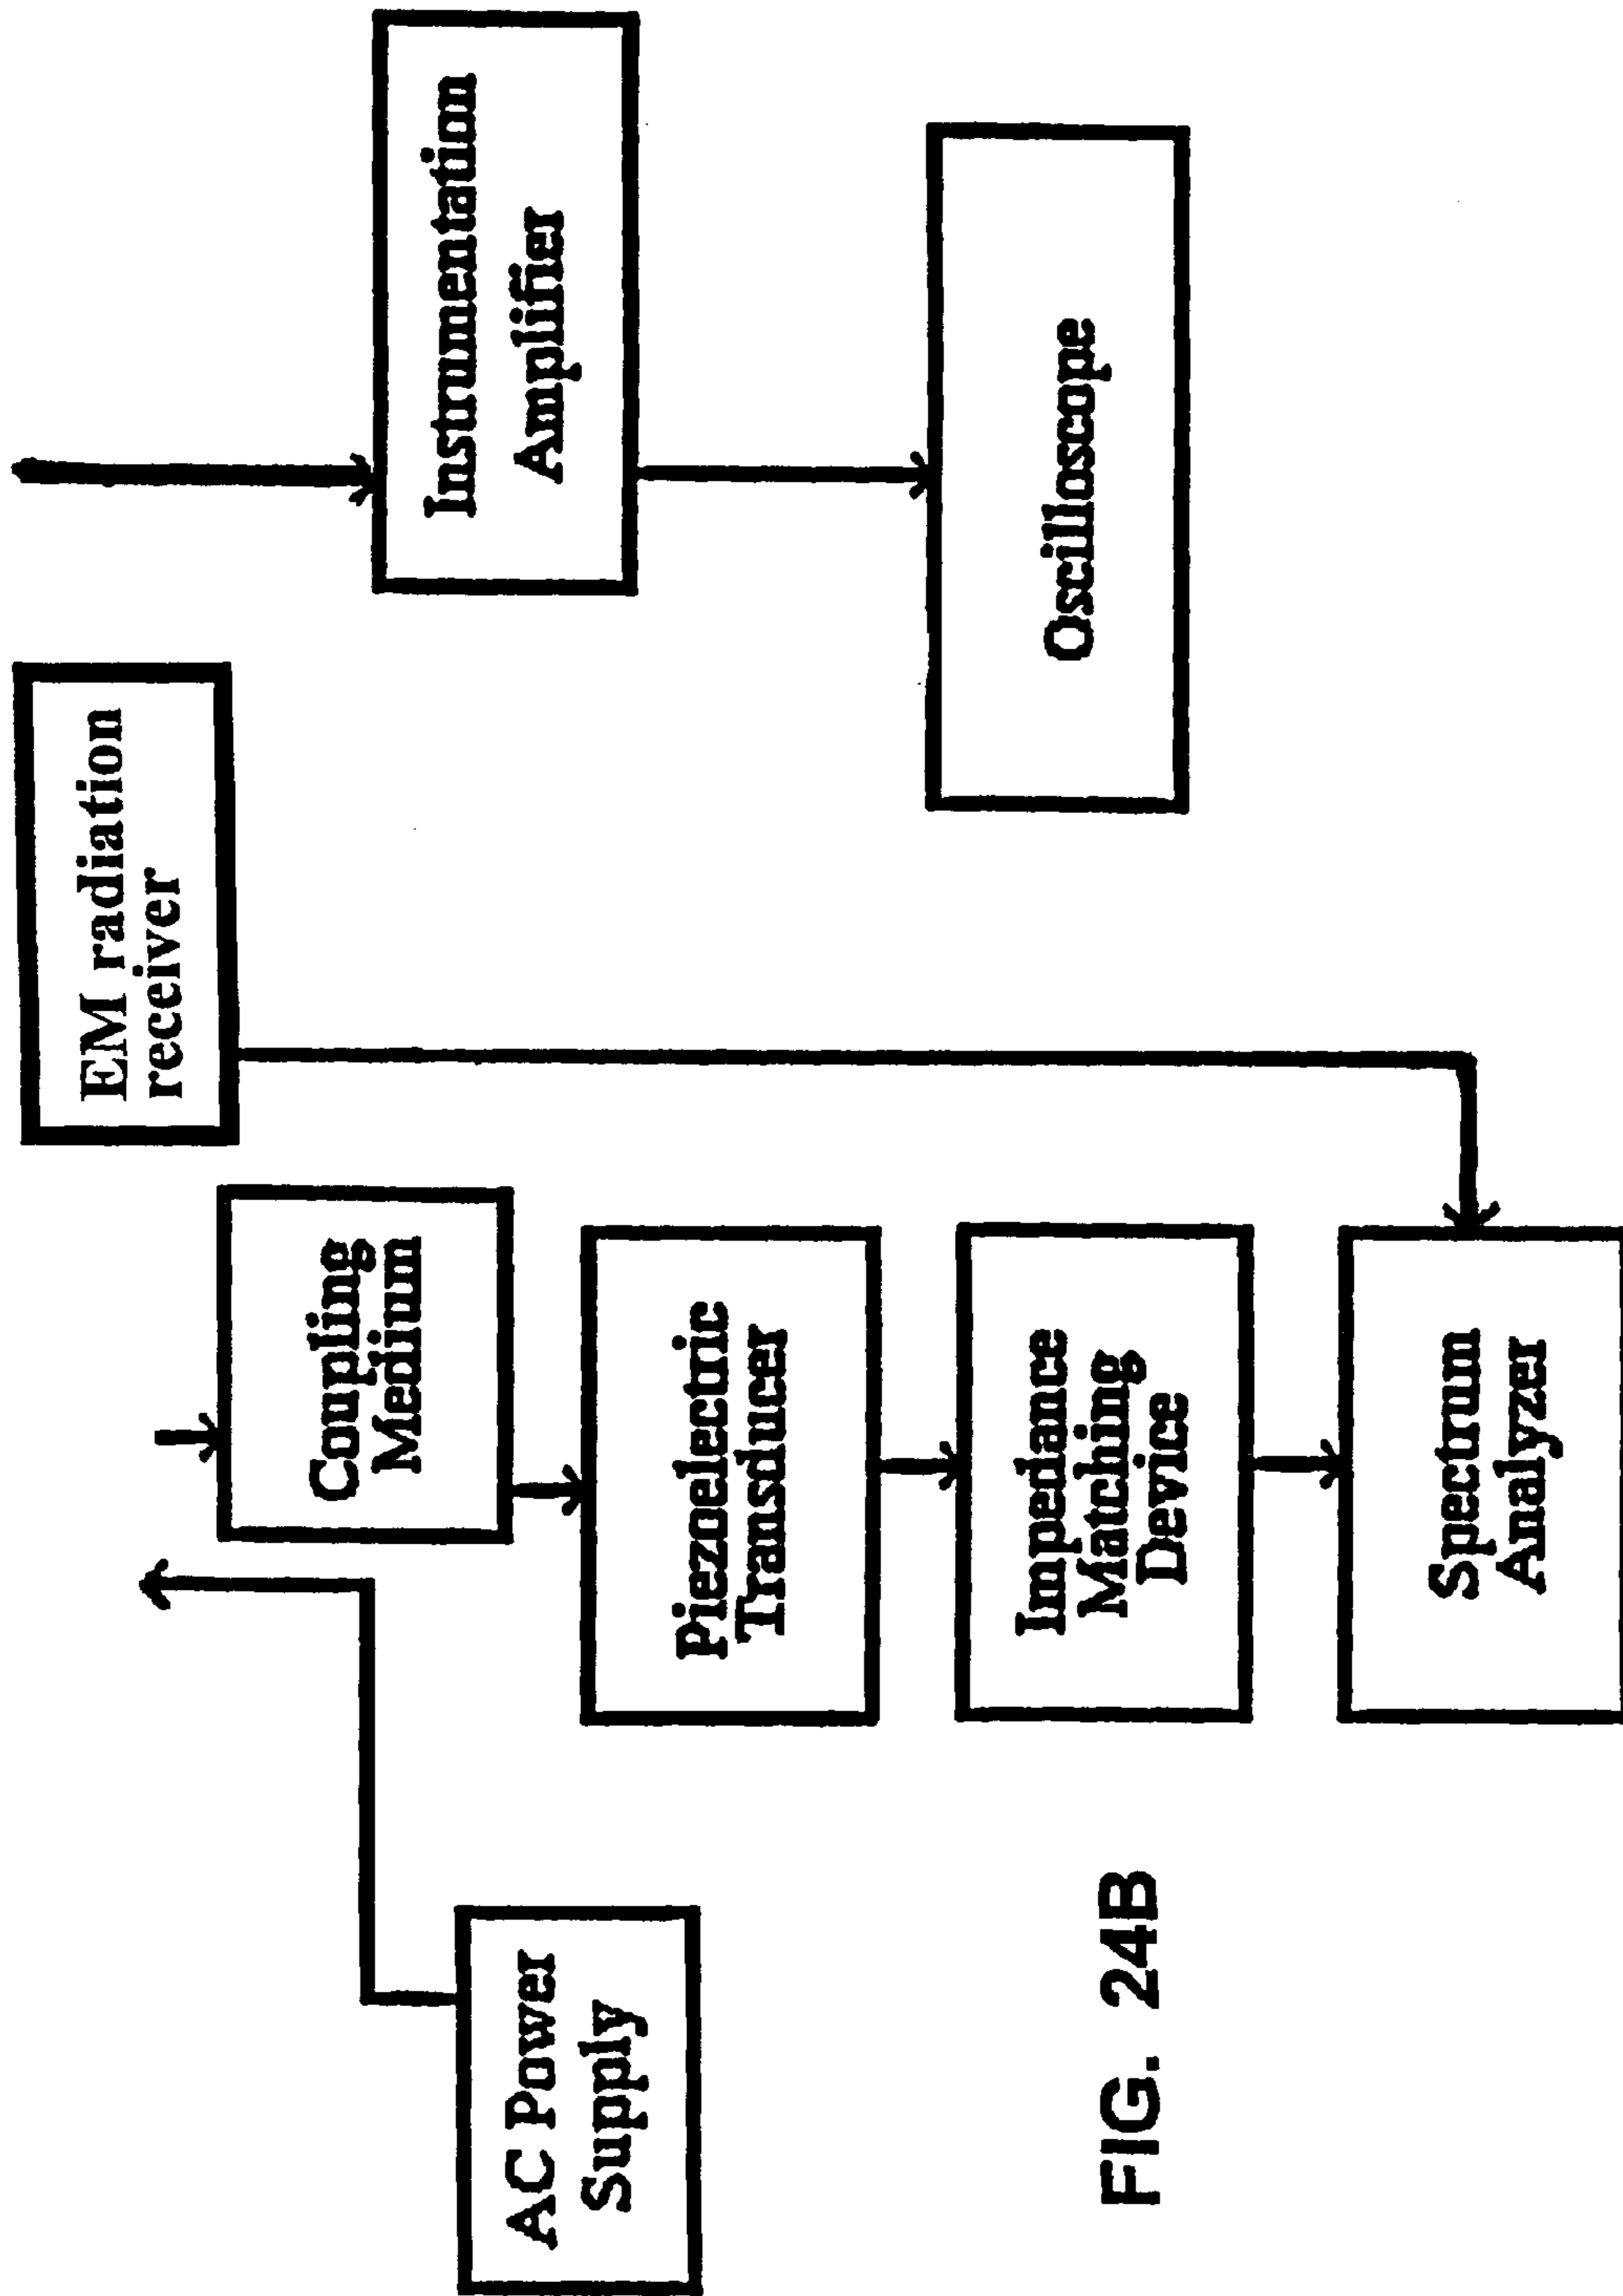 Instrumentation
Amplifier
Oscilloscope
EM radiation
receiver
Coupling
Medium
Piezoelectric
Transducer
Impedance
Matching
Device
Spectrum
Analyzer
AC Power
Supply
FIG. 24B